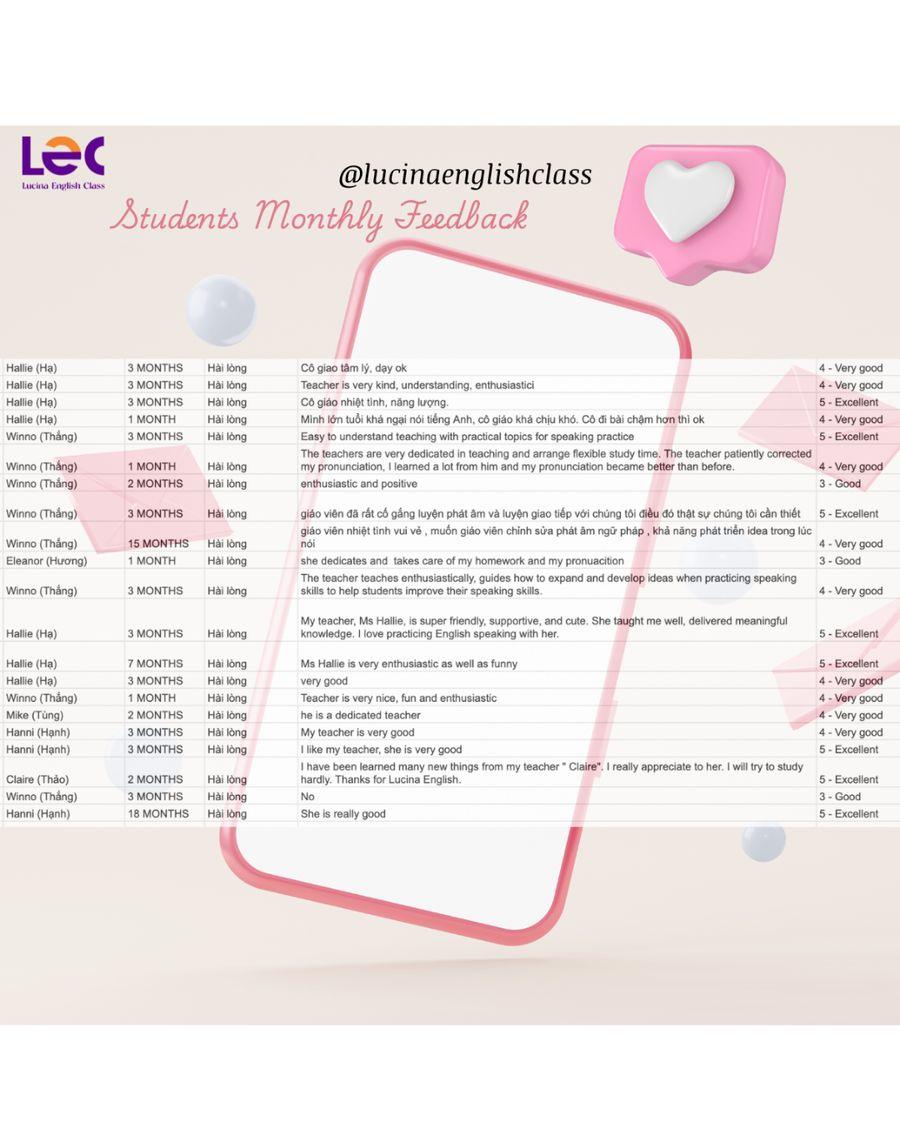 LEC
Lucina English Class
@lucinaenglishclass
Students Monthly Feedback
Hallie (Hạ) 3 MONTHS Hài lòng Cô giao tâm lý, dạy ok 4 - Very good
Hallie (Hạ) 3 MONTHS Hài lòng Teacher is very kind, understanding, enthusiastici 4 - Very good
Hallie (Hạ) 3 MONTHS Hài lòng Cô giáo nhiệt tình, năng lượng. 5 - Excellent
Hallie (Hạ) 1 MONTH Hài lòng Mình lớn tuổi khá ngại nói tiếng Anh, cô giáo khá chịu khó. Cô đi bài chậm hơn thì ok 4 - Very good
Winno (Thắng) 3 MONTHS Hài lòng Easy to understand teaching with practical topics for speaking practice 5 - Excellent
The teachers are very dedicated in teaching and arrange flexible study time. The teacher patiently corrected
Winno (Thắng) 1 MONTH Hài lòng my pronunciation, I learned a lot from him and my pronunciation became better than before. 4 - Very good
Winno (Thắng) 2 MONTHS Hài lòng enthusiastic and positive 3 - Good
Winno (Thắng) 3 MONTHS Hài lòng giáo viên đã rất cố gắng luyện phát âm và luyện giao tiếp với chúng tôi điều đó thật sự chúng tôi cần thiết 5 - Excellent
giáo viên nhiệt tình vui vẻ , muốn giáo viên chỉnh sửa phát âm ngữ pháp , khả năng phát triển idea trong lúc
Winno (Thắng) 15 MONTHS Hài lòng nói 4 - Very good
Eleanor (Hương) 1 MONTH Hài lòng she dedicates and takes care of my homework and my pronuacition 3 - Good
The teacher teaches enthusiastically, guides how to expand and develop ideas when practicing speaking
Winno (Thắng) 3 MONTHS Hài lòng skills to help students improve their speaking skills. 4 - Very good
My teacher, Ms Hallie, is super friendly, supportive, and cute. She taught me well, delivered meaningful
Hallie (Hạ) 3 MONTHS Hài lòng knowledge. I love practicing English speaking with her. 5 - Excellent
Hallie (Hạ) 7 MONTHS Hài lòng Ms Hallie is very enthusiastic as well as funny 5 - Excellent
Hallie (Hạ) 3 MONTHS Hài lòng very good 4 - Very good
Winno (Thắng) 1 MONTH Hài lòng Teacher is very nice, fun and enthusiastic 4 - Very good
Mike (Tùng) 2 MONTHS Hài lòng he is a dedicated teacher 4 - Very good
Hanni (Hạnh) 3 MONTHS Hài lòng My teacher is very good 4 - Very good
Hanni (Hạnh) 3 MONTHS Hài lòng I like my teacher, she is very good 5 - Excellent
I have been learned many new things from my teacher " Claire". I really appreciate to her. I will try to study
Claire (Thảo) 2 MONTHS Hài lòng hardly. Thanks for Lucina English. 5 - Excellent
Winno (Thắng) 3 MONTHS Hài lòng No 3 - Good
Hanni (Hạnh) 18 MONTHS Hài lòng She is really good 5 - Excellent